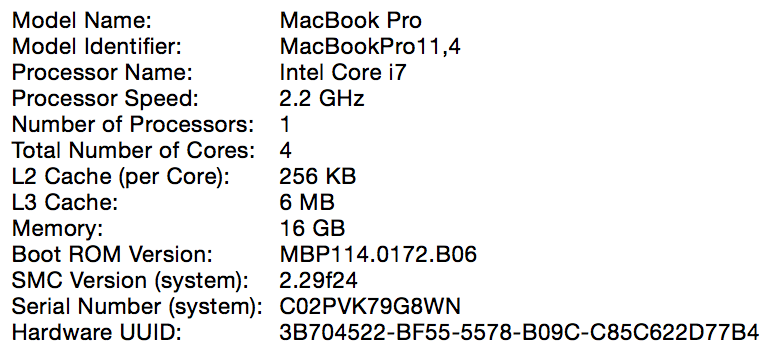 Model Name: MacBook Pro
Model Identifier: MacBookPro11,4
Processor Name: Intel Core i7
Processor Speed: 2.2 GHz
Number of Processors: 1
Total Number of Cores: 4
L2 Cache (per Core): 256 KB
L3 Cache: 6 MB
Memory: 16 GB
Boot ROM Version: MBP114.0172.B06
SMC Version (system): 2.29f24
Serial Number (system): C02PVK79G8WN
Hardware UUID: 3B704522-BF55-5578-B09C-C85C622D77B4